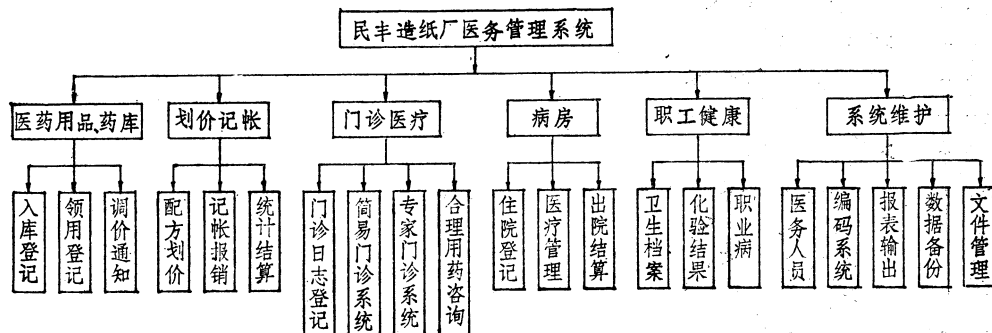 民丰造纸厂医务管理系统
医药用品、药库
划价记帐
门诊医疗
病房
职工健康
系统维护
入库登记
领用登记
调价通知
配方划价
记帐报销
统计结算
门诊日志登记
简易门诊系统
专家门诊系统
合理用药咨询
住院登记
医疗管理
出院结算
卫生档案
化验结果
职业病
医务人员
编码系统
报表输出
数据备份
文件管理